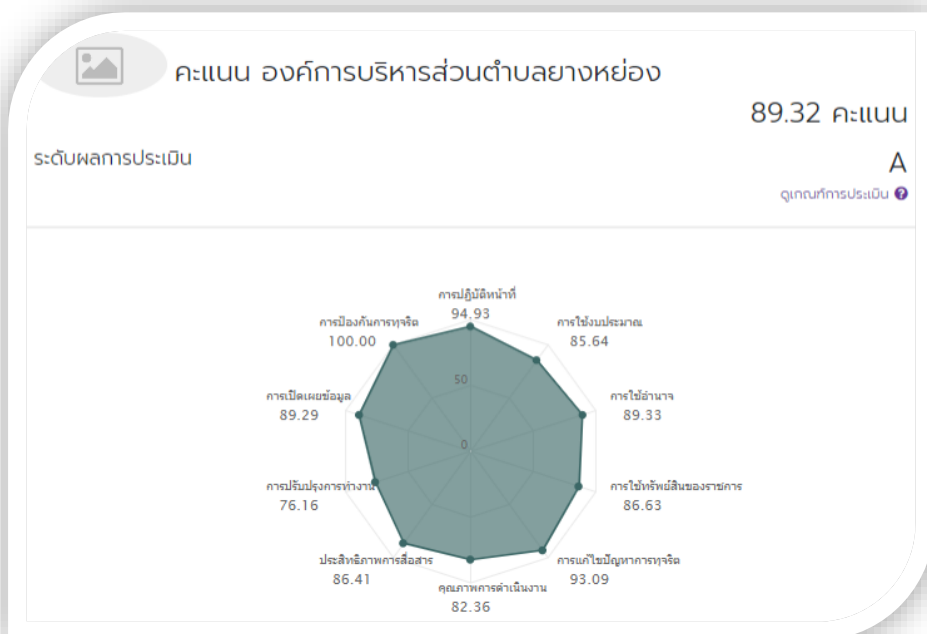 คะแนน องค์การบริหารส่วนตำบลยางหย่อง
89.32 คะแนน
ระดับผลการประเมิน
A
ดูเกณฑ์การประเมิน ?
การปฏิบัติหน้าที่
94.93
การป้องกันการทุจริต
100.00
การใช้งบประมาณ
85.64
50
การเปิดเผยข้อมูล
89.29
การใช้อำนาจ
89.33
0
การปรับปรุงการทำงาน
76.16
การใช้ทรัพย์สินของราชการ
86.63
ประสิทธิภาพการสื่อสาร
86.41
การแก้ไขปัญหาการทุจริต
93.09
คุณภาพการดำเนินงาน
82.36